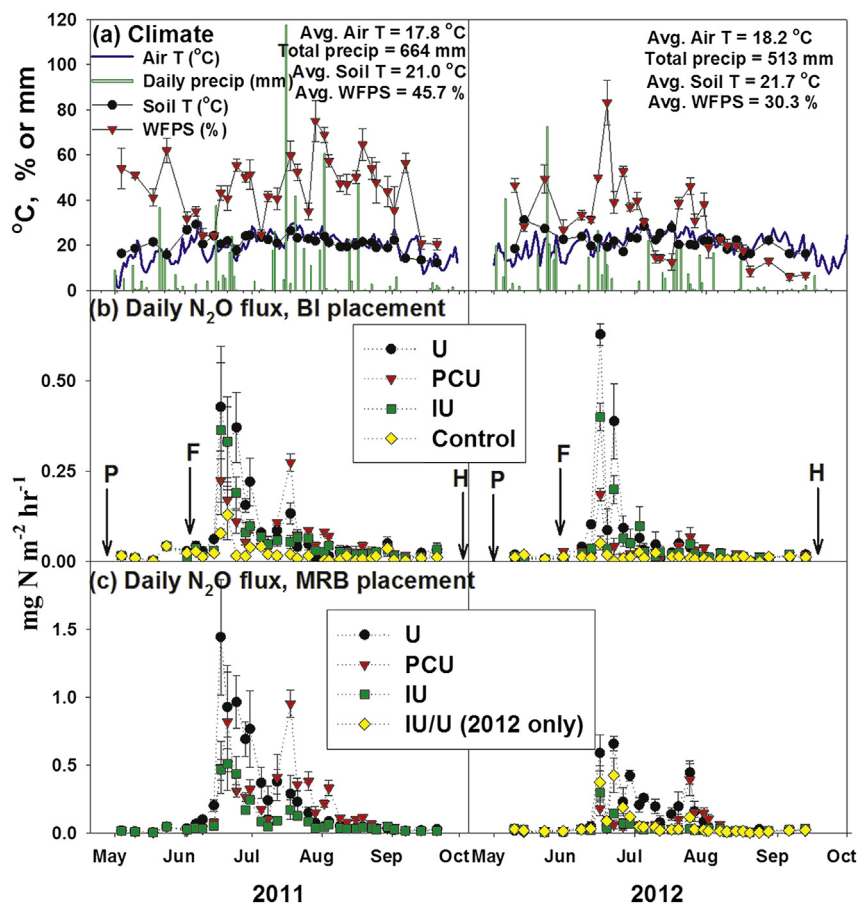 (a) Climate
Air T (°C)
Daily precip (mm)
Soil T (°C)
WFPS (%)
Avg. Air T = 17.8 °C
Total precip = 664 mm
Avg. Soil T = 21.0 °C
Avg. WFPS = 45.7 %
Avg. Air T = 18.2 °C
Total precip = 513 mm
Avg. Soil T = 21.7 °C
Avg. WFPS = 30.3 %
°C, % or mm
120
100
80
60
40
20
0
(b) Daily N₂O flux, BI placement
U
PCU
IU
Control
P
F
H
P
F
H
0.50
0.25
0.00
mg N m⁻² hr⁻¹
(c) Daily N₂O flux, MRB placement
U
PCU
IU
IU/U (2012 only)
1.5
1.0
0.5
0.0
May Jun Jul Aug Sep Oct
May Jun Jul Aug Sep Oct
2011 2012